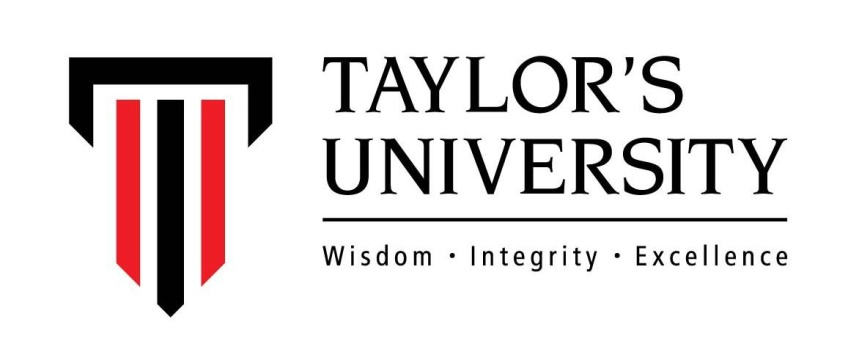 TAYLOR’S
UNIVERSITY
Wisdom · Integrity · Excellence